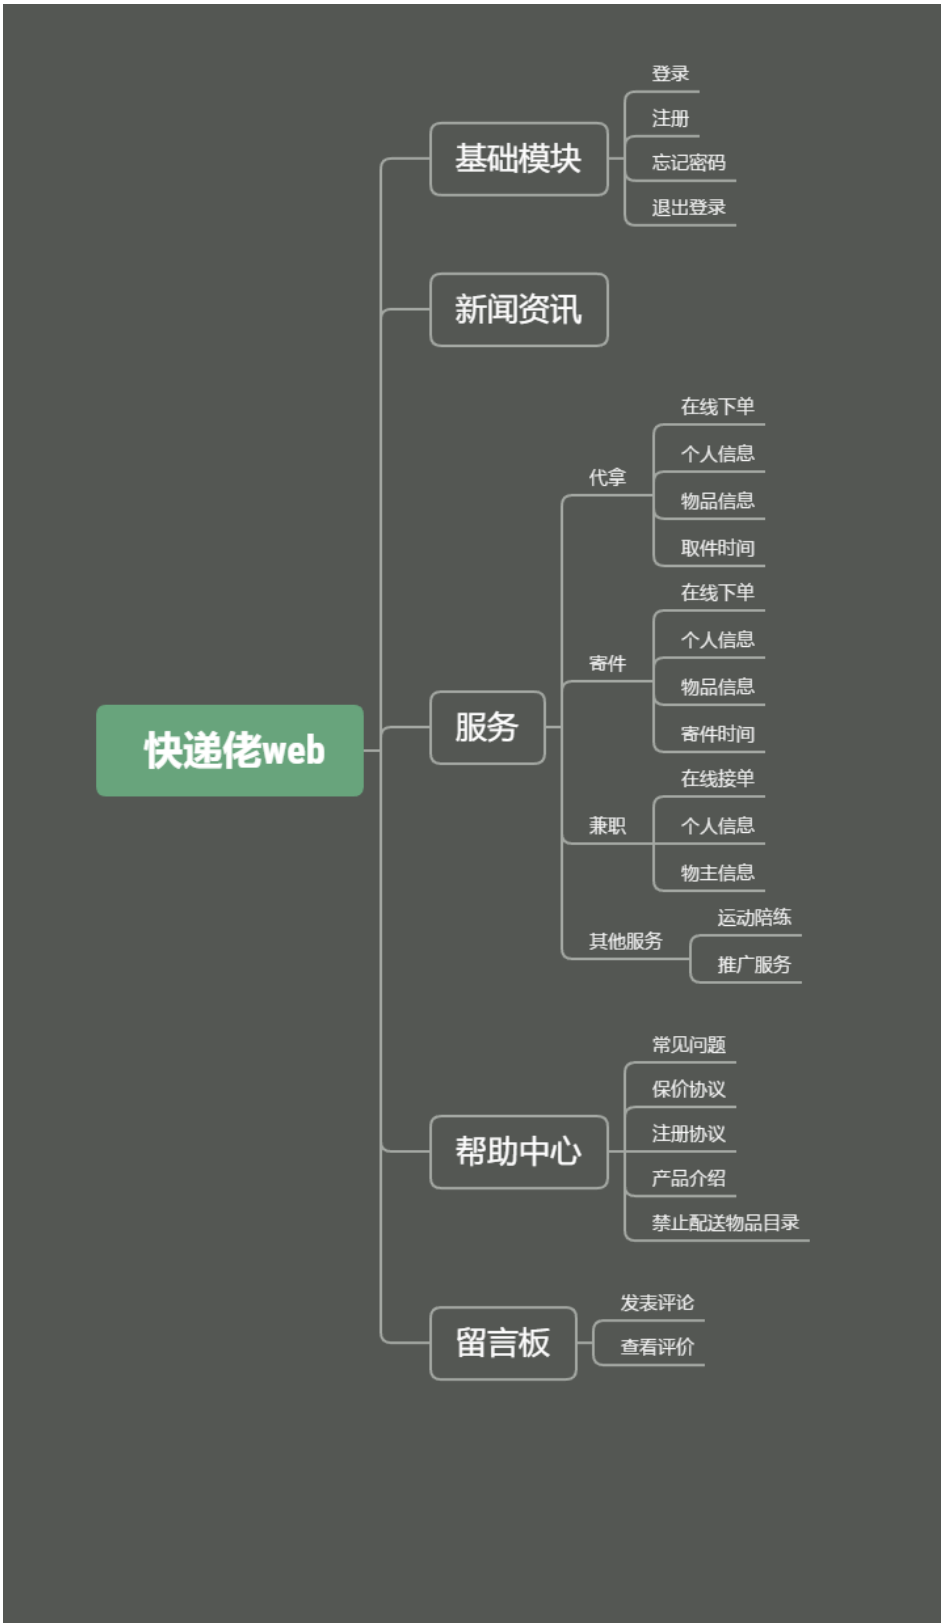 快递佬web
基础模块
登录
注册
忘记密码
退出登录
新闻资讯
服务
代拿
在线下单
个人信息
物品信息
取件时间
寄件
在线下单
个人信息
物品信息
寄件时间
兼职
在线接单
个人信息
物主信息
其他服务
运动陪练
推广服务
帮助中心
常见问题
保价协议
注册协议
产品介绍
禁止配送物品目录
留言板
发表评论
查看评价